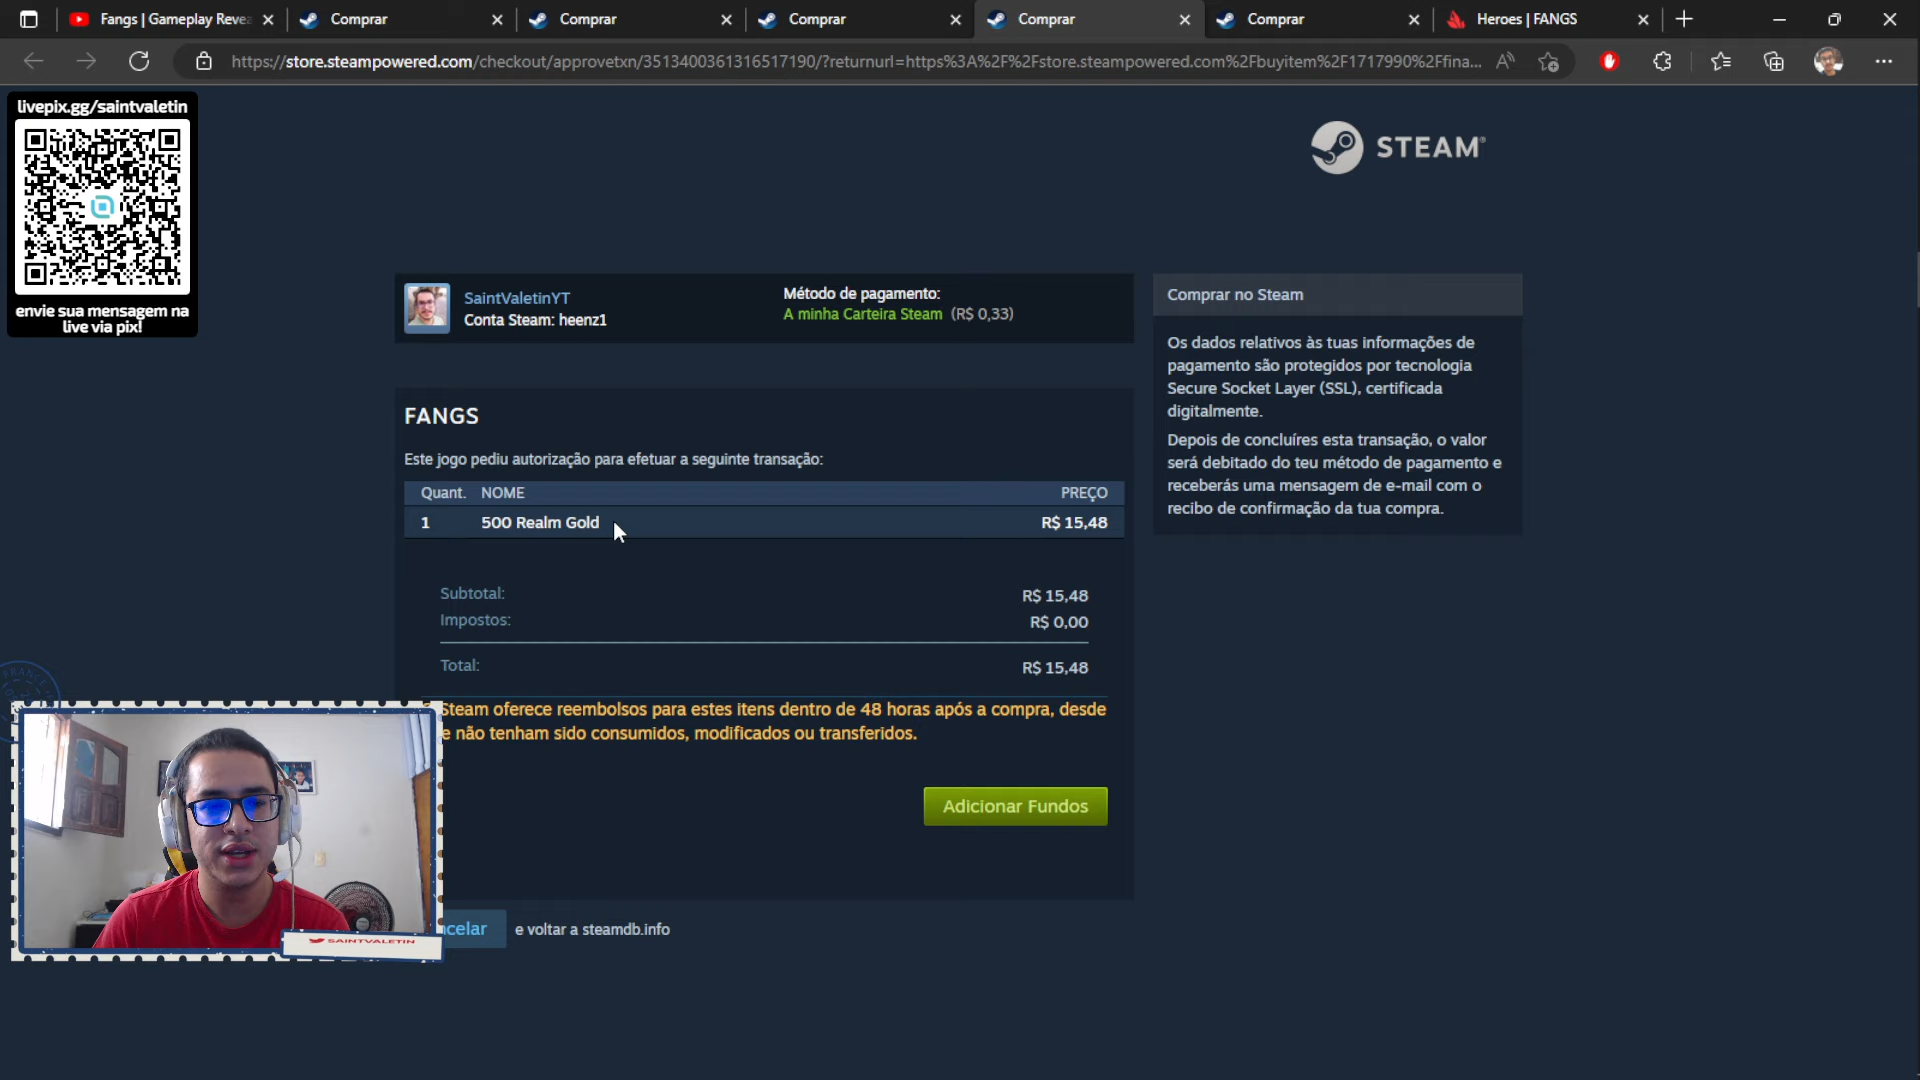 Fangs | Gameplay Revea
Comprar
Comprar
Comprar
Comprar
Comprar
Heroes | FANGS
https://store.steampowered.com/checkout/approvetxn/3513400361316517190/?returnurl=https%3A%2F%2Fstore.steampowered.com%2Fbuyitem%2F1717990%2Ffina...
livepix.gg/saintvaletin
envie sua mensagem na
live via pix!
STEAM
SaintValetinYT
Conta Steam: heenz1
Método de pagamento:
A minha Carteira Steam (R$ 0,33)
Comprar no Steam
Os dados relativos às tuas informações de
pagamento são protegidos por tecnologia
Secure Socket Layer (SSL), certificada
digitalmente.
Depois de concluíres esta transação, o valor
será debitado do teu método de pagamento e
receberás uma mensagem de e-mail com o
recibo de confirmação da tua compra.
FANGS
Este jogo pediu autorização para efetuar a seguinte transação:
Quant. NOME PREÇO
1 500 Realm Gold R$ 15,48
Subtotal: R$ 15,48
Impostos: R$ 0,00
Total: R$ 15,48
Steam oferece reembolsos para estes itens dentro de 48 horas após a compra, desde
e não tenham sido consumidos, modificados ou transferidos.
Adicionar Fundos
celar e voltar a steamdb.info
SAINTVALETIN